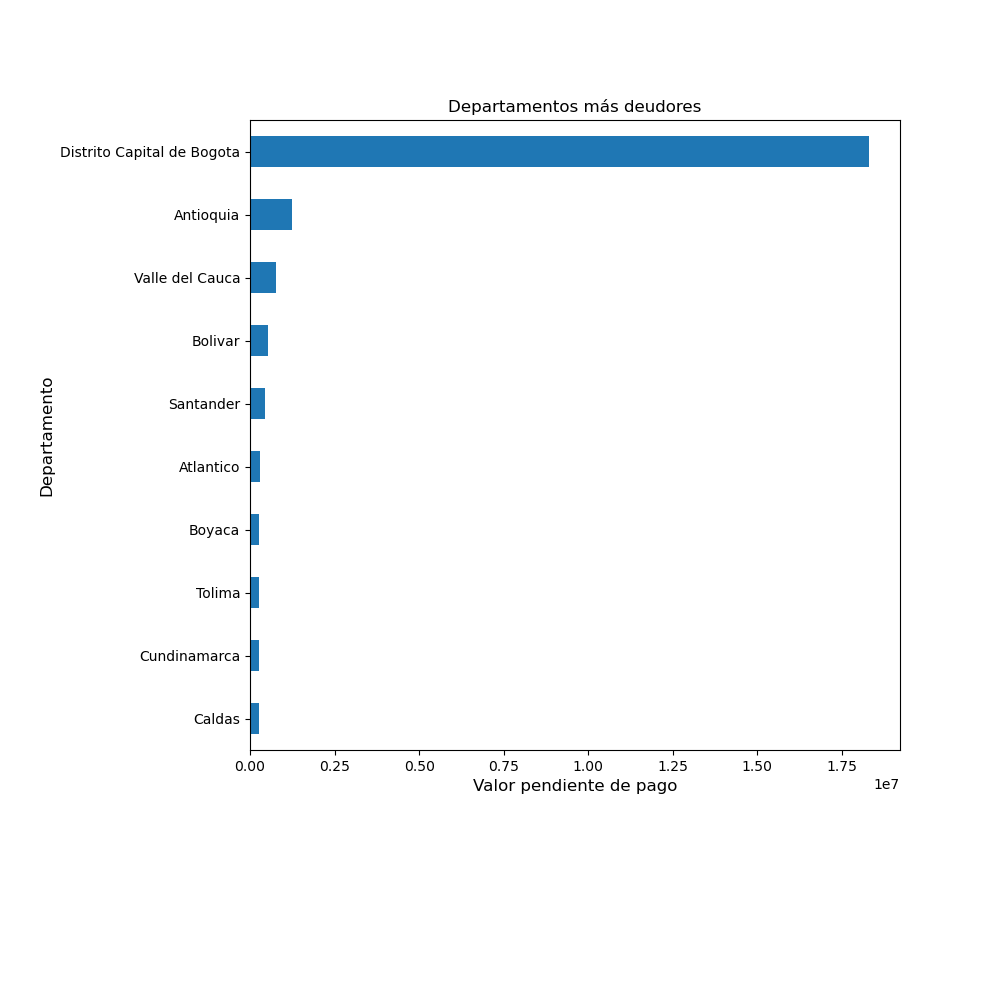 Departamentos más deudores
Distrito Capital de Bogota
Antioquia
Valle del Cauca
Bolivar
Santander
Atlantico
Boyaca
Tolima
Cundinamarca
Caldas
Departamento
0.00 0.25 0.50 0.75 1.00 1.25 1.50 1.75
1e7
Valor pendiente de pago